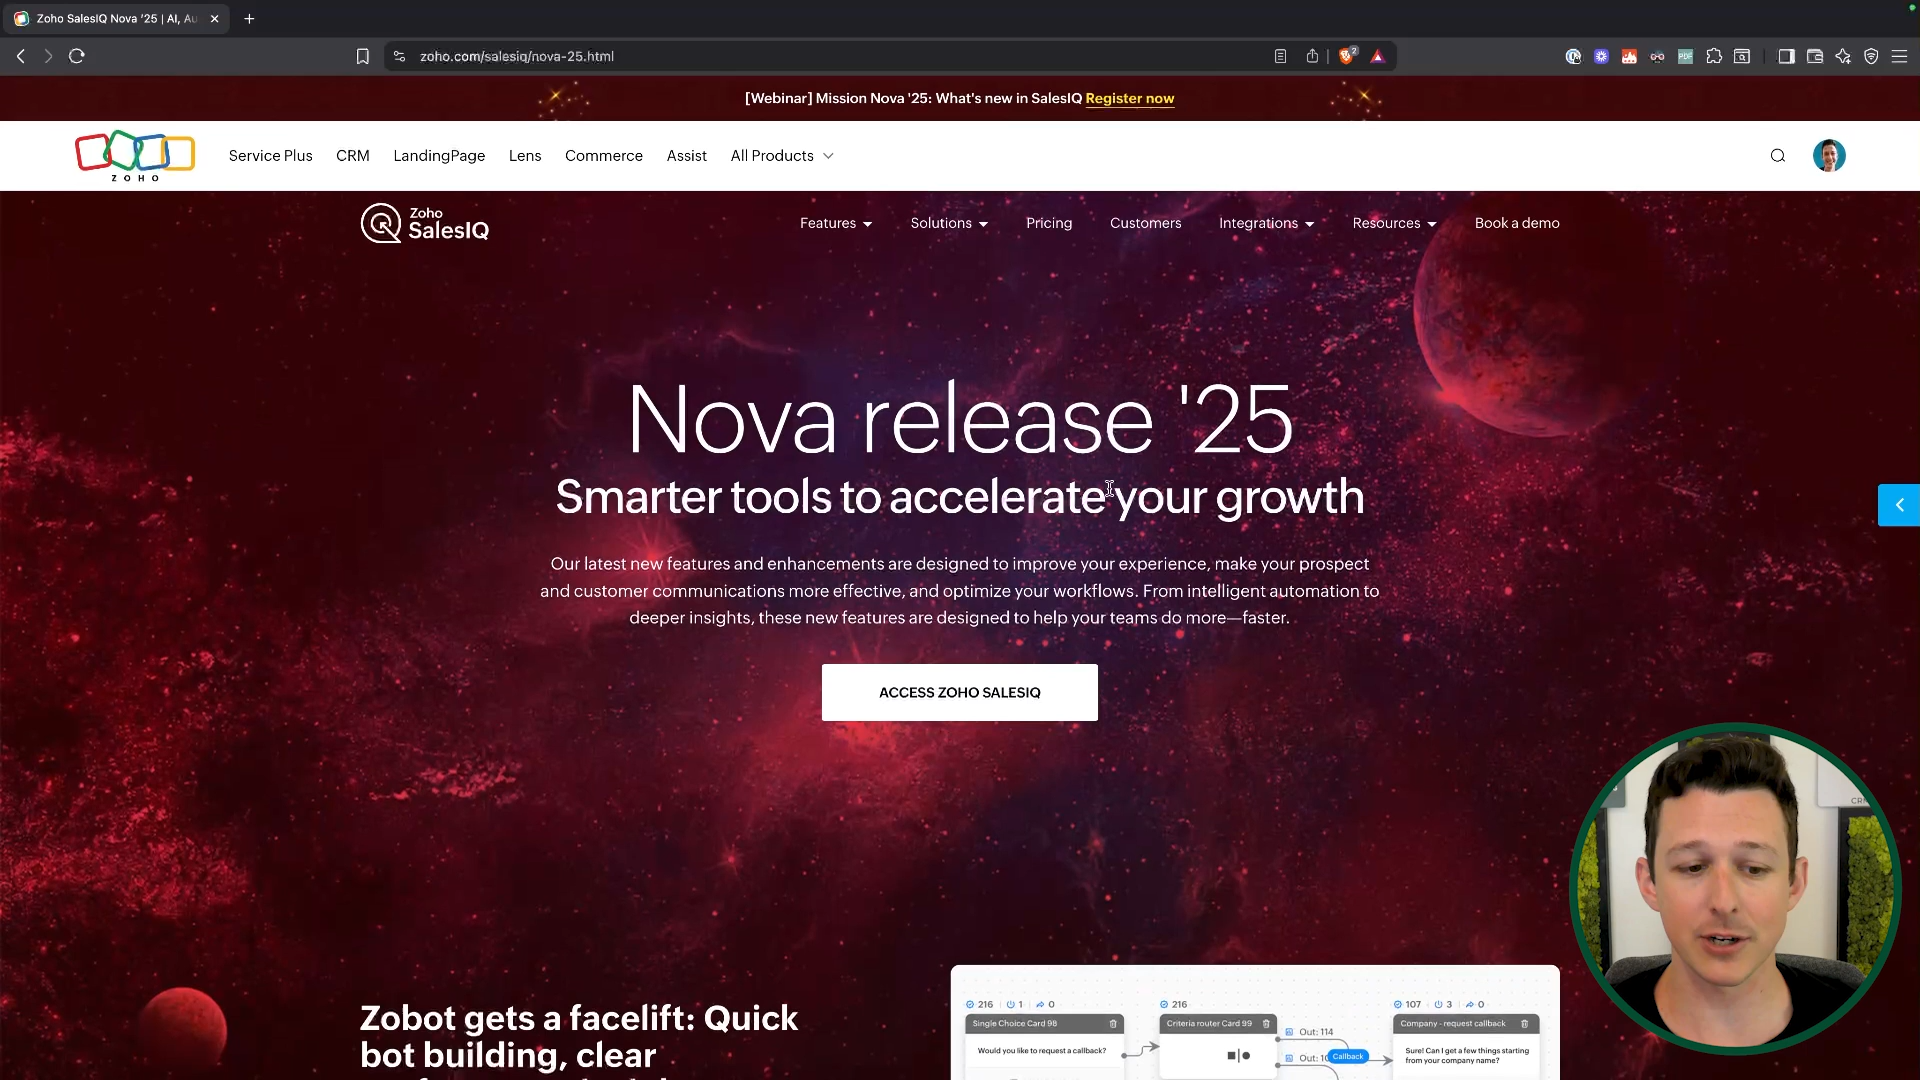 Zoho SalesIQ Nova '25 | AI, Au
zoho.com/salesiq/nova-25.html
2
PDF
[Webinar] Mission Nova '25: What's new in SalesIQ Register now
ZOHO
Service Plus
CRM
LandingPage
Lens
Commerce
Assist
All Products
Zoho
SalesIQ
Features
Solutions
Pricing
Customers
Integrations
Resources
Book a demo
Nova release '25
Smarter tools to accelerate your growth
Our latest new features and enhancements are designed to improve your experience, make your prospect
and customer communications more effective, and optimize your workflows. From intelligent automation to
deeper insights, these new features are designed to help your teams do more—faster.
ACCESS ZOHO SALESIQ
Zobot gets a facelift: Quick
bot building, clear
216 1 0
Single Choice Card 98
Would you like to request a callback?
216
Criteria router Card 99
Out: 114
Callback
107 3 0
Company - request callback
Sure! Can I get a few things starting
from your company name?